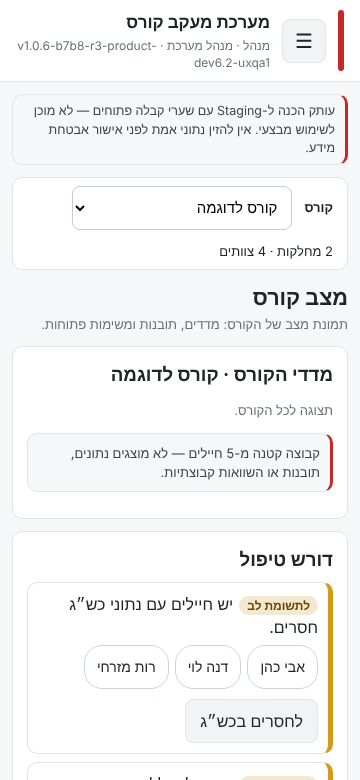 מערכת מעקב קורס
מנהל · מנהל מערכת · v1.0.6-b7b8-r3-product-
dev6.2-uxqa1
עותק הכנה ל-Staging עם שערי קבלה פתוחים — לא מוכן
לשימוש מבצעי. אין להזין נתוני אמת לפני אישור אבטחת
מידע.
קורס
קורס לדוגמה
2 מחלקות · 4 צוותים
מצב קורס
תמונת מצב של הקורס: מדדים, תובנות ומשימות פתוחות.
מדדי הקורס · קורס לדוגמה
תצוגה לכל הקורס.
קבוצה קטנה מ-5 חיילים — לא מוצגים נתונים,
תובנות או השוואות קבוצתיות.
דורש טיפול
לתשומת לב יש חיילים עם נתוני כש״ג
חסרים.
אבי כהן
דנה לוי
רות מזרחי
לחסרים בכש״ג